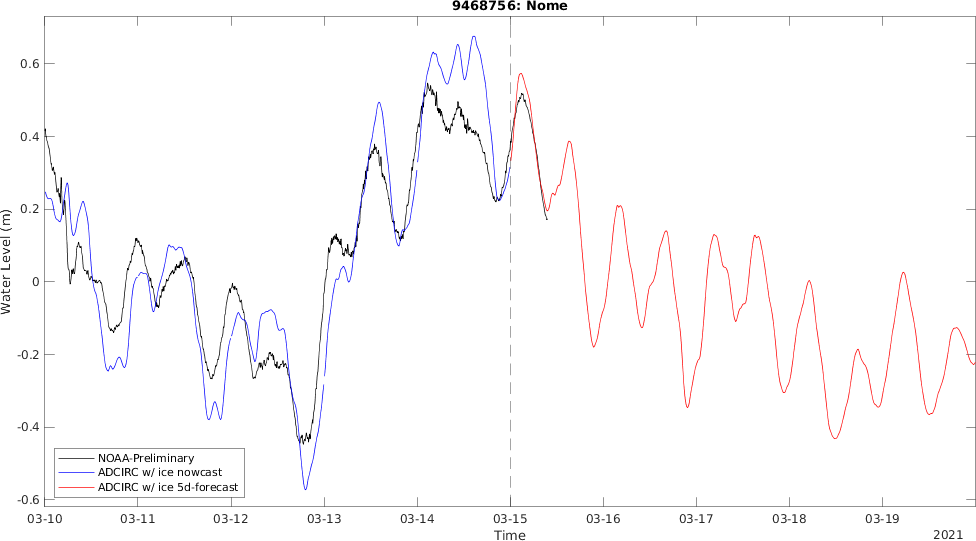 9468756: Nome
Water Level (m)
0.6
0.4
0.2
0
-0.2
-0.4
-0.6
NOAA-Preliminary
ADCIRC w/ ice nowcast
ADCIRC w/ ice 5d-forecast
03-10 03-11 03-12 03-13 03-14 03-15 03-16 03-17 03-18 03-19
Time
2021